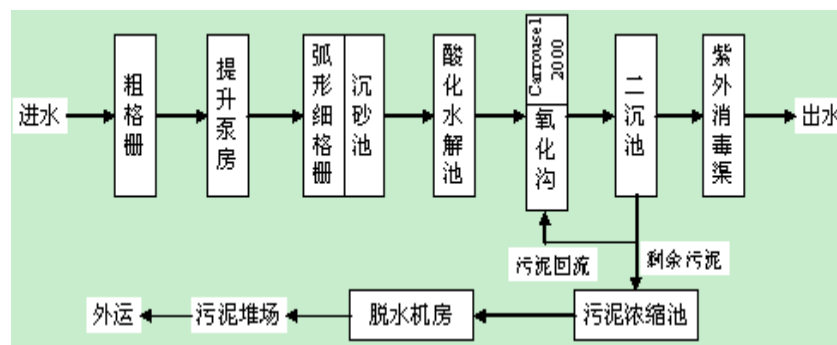 进水
粗格栅
提升泵房
弧形细格栅
沉砂池
酸化水解池
Carrousel
2000
氧化沟
二沉池
紫外消毒渠
出水
污泥回流
剩余污泥
外运
污泥堆场
脱水机房
污泥浓缩池